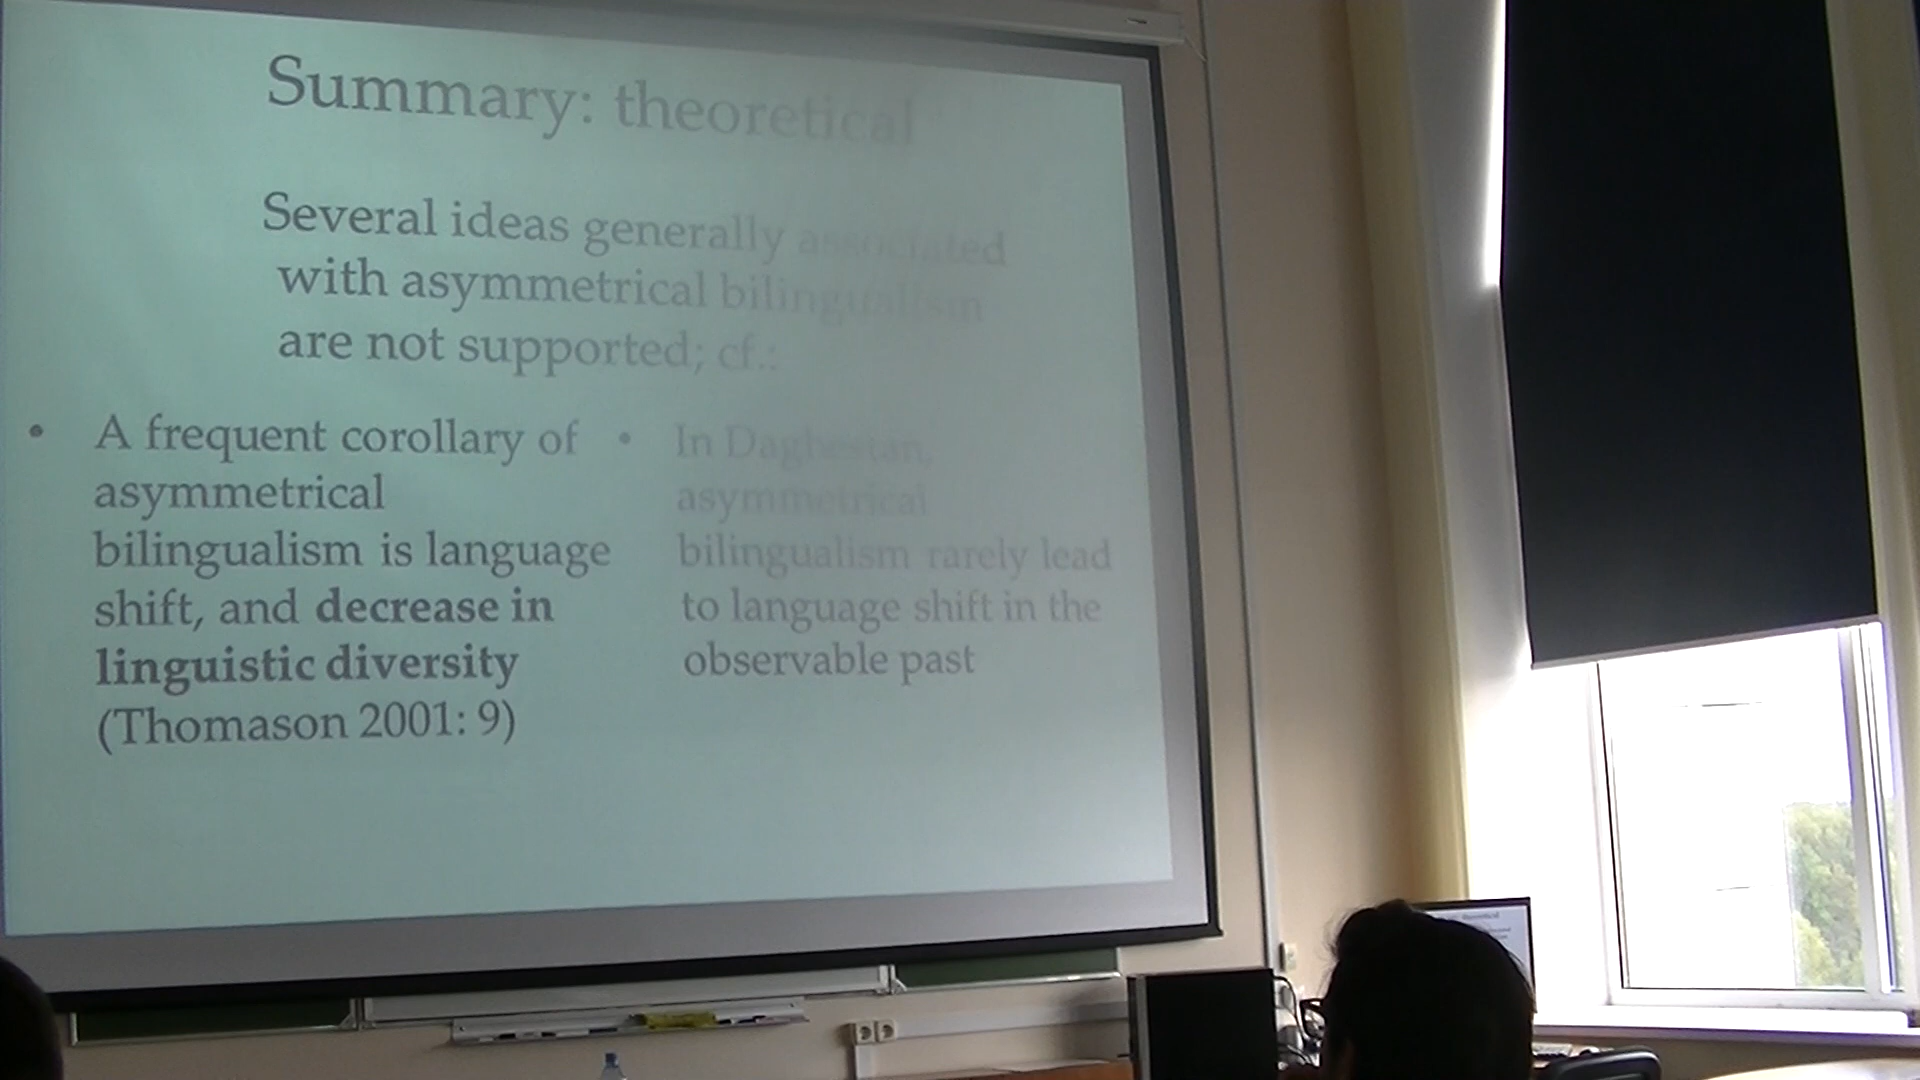 Summary: theoretical
Several ideas generally associated
with asymmetrical bilingualism
are not supported; cf.:
• A frequent corollary of
asymmetrical
bilingualism is language
shift, and decrease in
linguistic diversity
(Thomason 2001: 9)
• In Daghestan,
asymmetrical
bilingualism rarely lead
to language shift in the
observable past